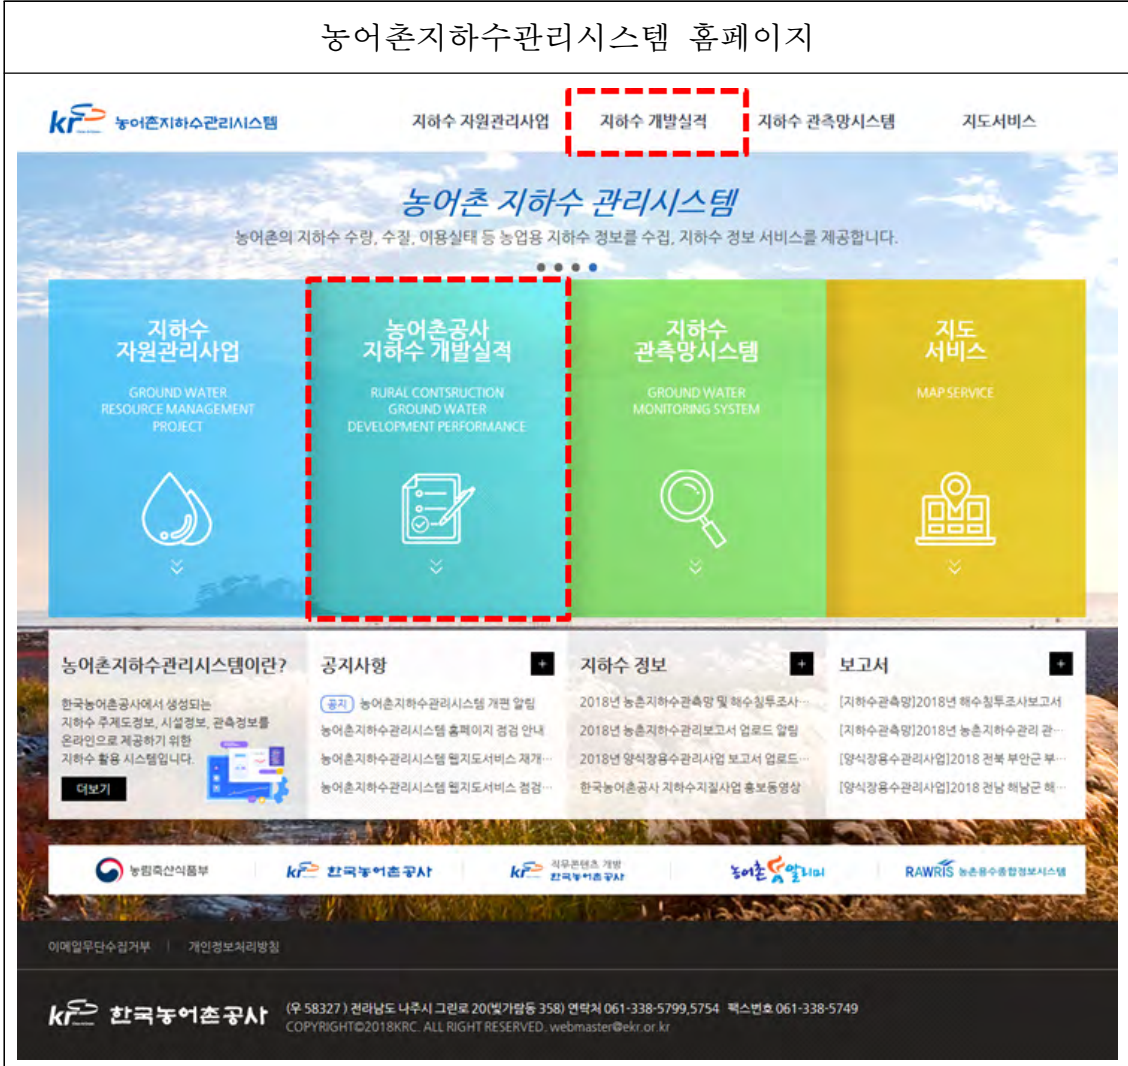 농어촌지하수관리시스템 홈페이지
농어촌지하수관리시스템
지하수 자원관리사업
지하수 개발실적
지하수 관측망시스템
지도서비스
농어촌 지하수 관리시스템
농어촌의 지하수 수량, 수질, 이용실태 등 농업용 지하수 정보를 수집, 지하수 정보 서비스를 제공합니다.
지하수
자원관리사업
GROUND WATER
RESOURCE MANAGEMENT
PROJECT
농어촌공사
지하수 개발실적
RURAL CONTSRUCTION
GROUND WATER
DEVELOPMENT PERFORMANCE
지하수
관측망시스템
GROUND WATER
MONITORING SYSTEM
지도
서비스
MAP SERVICE
농어촌지하수관리시스템이란?
한국농어촌공사에서 생성되는
지하수 주제도정보, 시설정보, 관측정보를
온라인으로 제공하기 위한
지하수 활용 시스템입니다.
더보기
공지사항
+
공지 농어촌지하수관리시스템 개편 알림
농어촌지하수관리시스템 홈페이지 점검 안내
농어촌지하수관리시스템 웹지도서비스 재개…
농어촌지하수관리시스템 웹지도서비스 점검…
지하수 정보
+
2018년 농촌지하수관측망 및 해수침투조사…
2018년 농촌지하수관리보고서 업로드 알림
2018년 양식장용수관리사업 보고서 업로드…
한국농어촌공사 지하수지질사업 홍보동영상
보고서
+
[지하수관측망]2018년 해수침투조사보고서
[지하수관측망]2018년 농촌지하수관리 관…
[양식장용수관리사업]2018 전북 부안군 부…
[양식장용수관리사업]2018 전남 해남군 해…
농림축산식품부
한국농어촌공사
직무콘텐츠 개발
한국농어촌공사
농어촌 알리미
RAWRIS 농촌용수종합정보시스템
이메일무단수집거부 | 개인정보처리방침
한국농어촌공사
(우 58327 ) 전라남도 나주시 그린로 20(빛가람동 358) 연락처 061-338-5799,5754 팩스번호 061-338-5749
COPYRIGHT©2018KRC. ALL RIGHT RESERVED. webmaster@ekr.or.kr